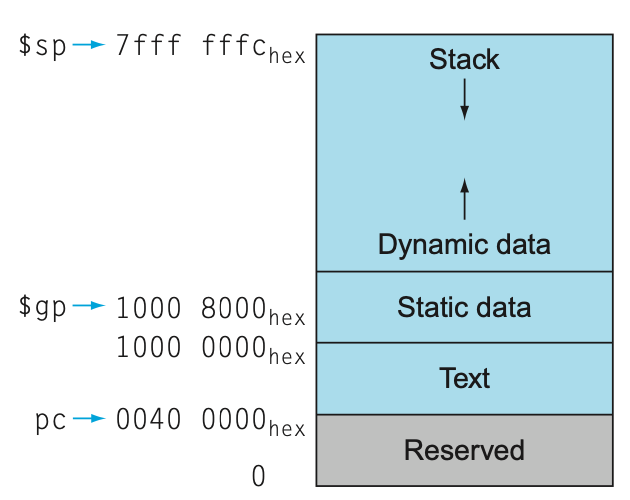 $sp → 7fff fffc hex
Stack
Dynamic data
$gp → 1000 8000 hex
Static data
1000 0000 hex
Text
pc → 0040 0000 hex
Reserved
0